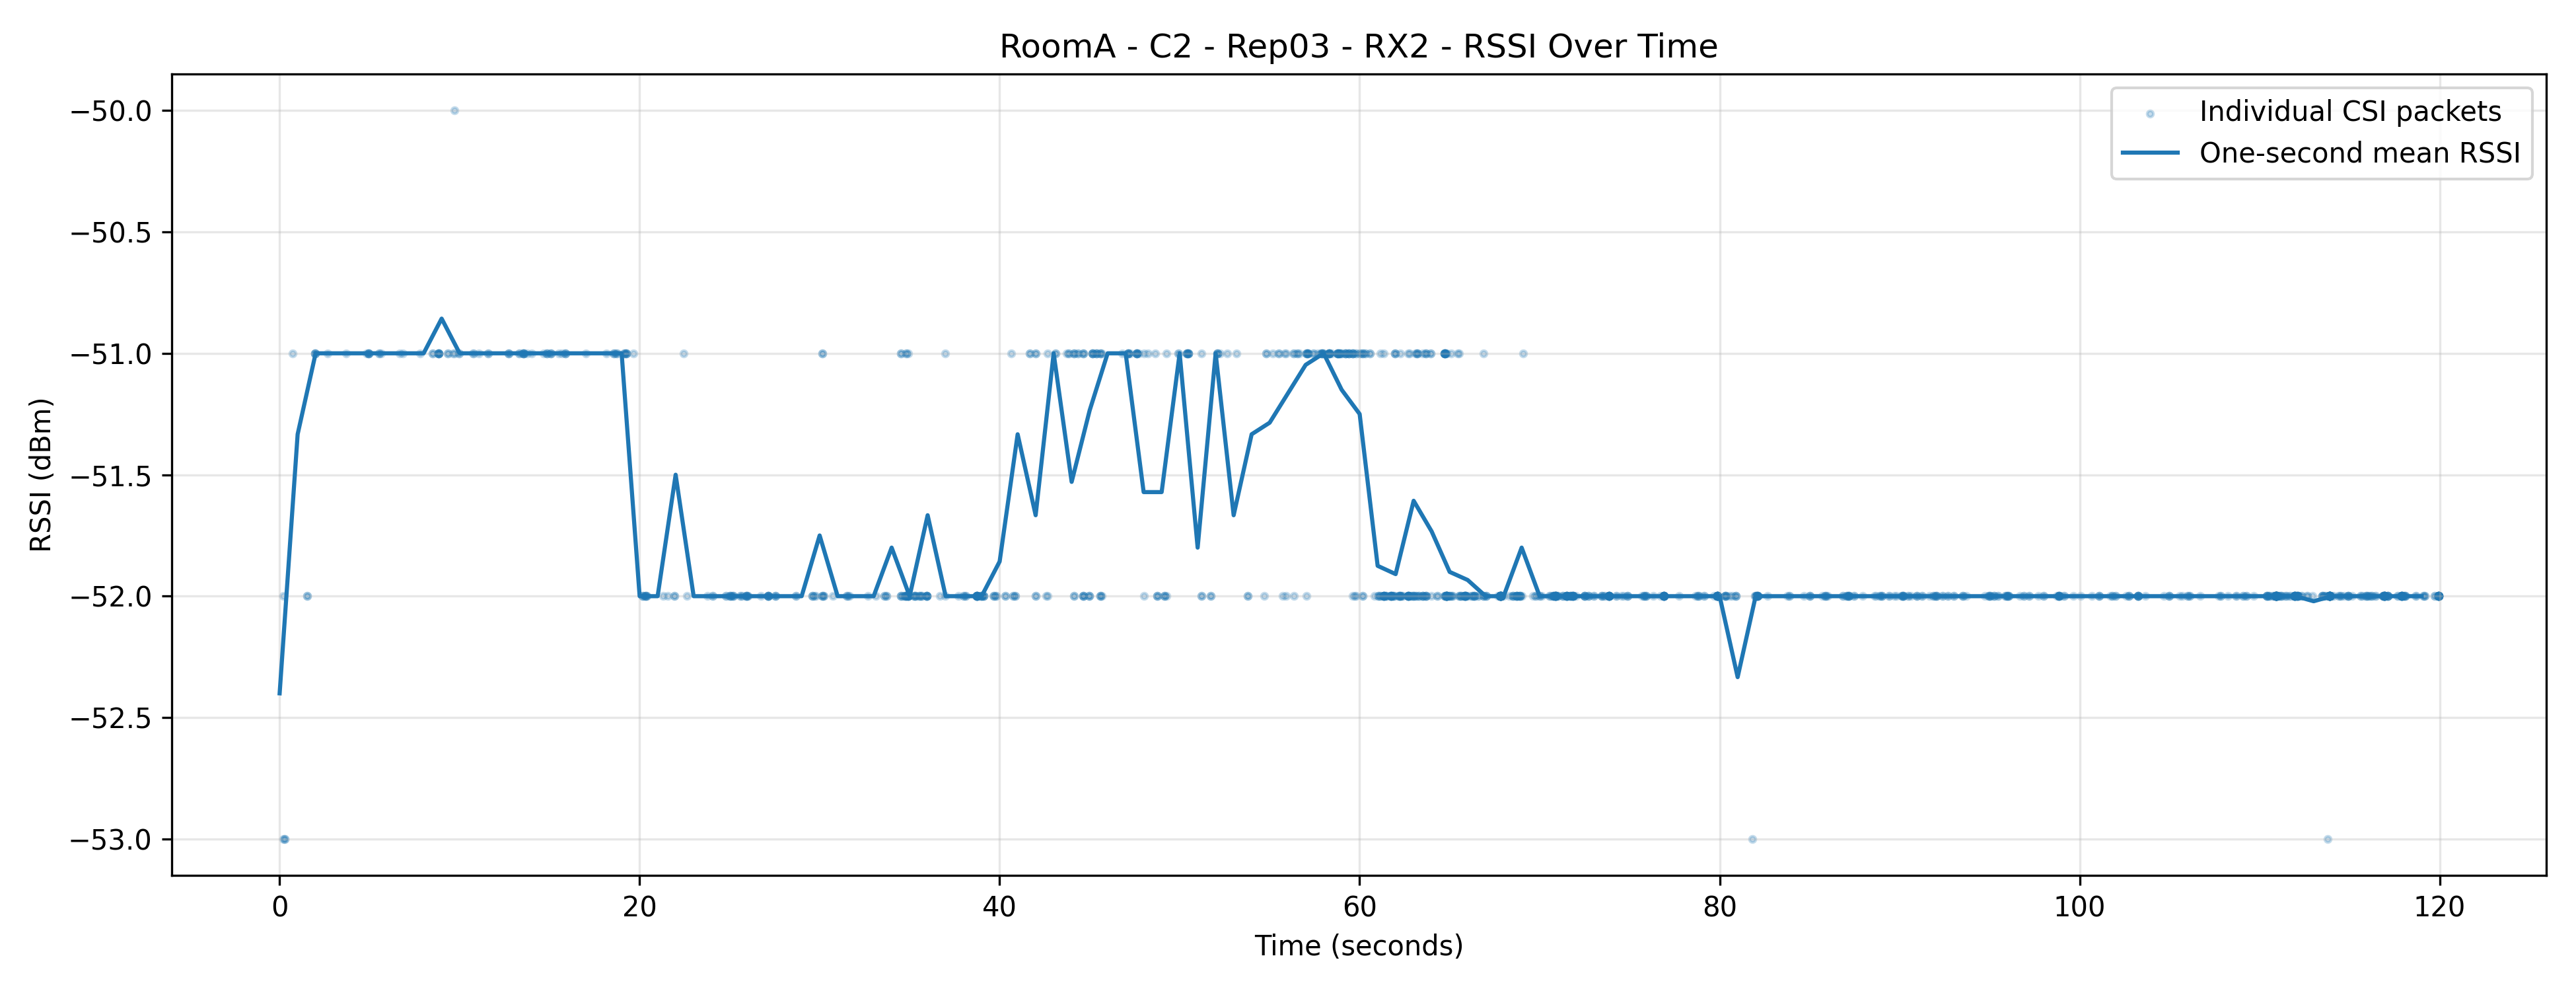 RoomA - C2 - Rep03 - RX2 - RSSI Over Time
Individual CSI packets
One-second mean RSSI
RSSI (dBm)
−50.0
−50.5
−51.0
−51.5
−52.0
−52.5
−53.0
0 20 40 60 80 100 120
Time (seconds)